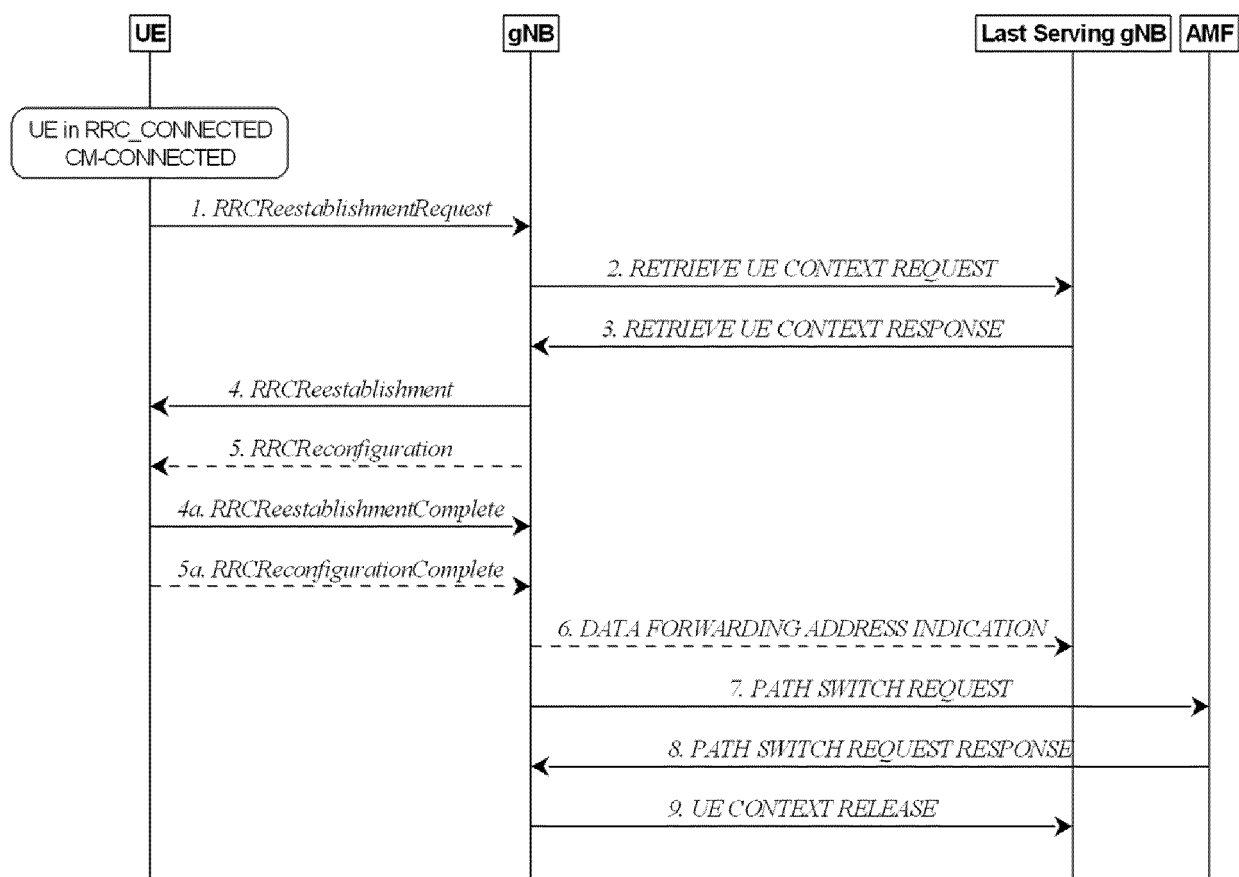 UE
gNB
Last Serving gNB
AMF
UE in RRC_CONNECTED
CM-CONNECTED
1. RRCReestablishmentRequest
2. RETRIEVE UE CONTEXT REQUEST
3. RETRIEVE UE CONTEXT RESPONSE
4. RRCReestablishment
5. RRCReconfiguration
4a. RRCReestablishmentComplete
5a. RRCReconfigurationComplete
6. DATA FORWARDING ADDRESS INDICATION
7. PATH SWITCH REQUEST
8. PATH SWITCH REQUEST RESPONSE
9. UE CONTEXT RELEASE